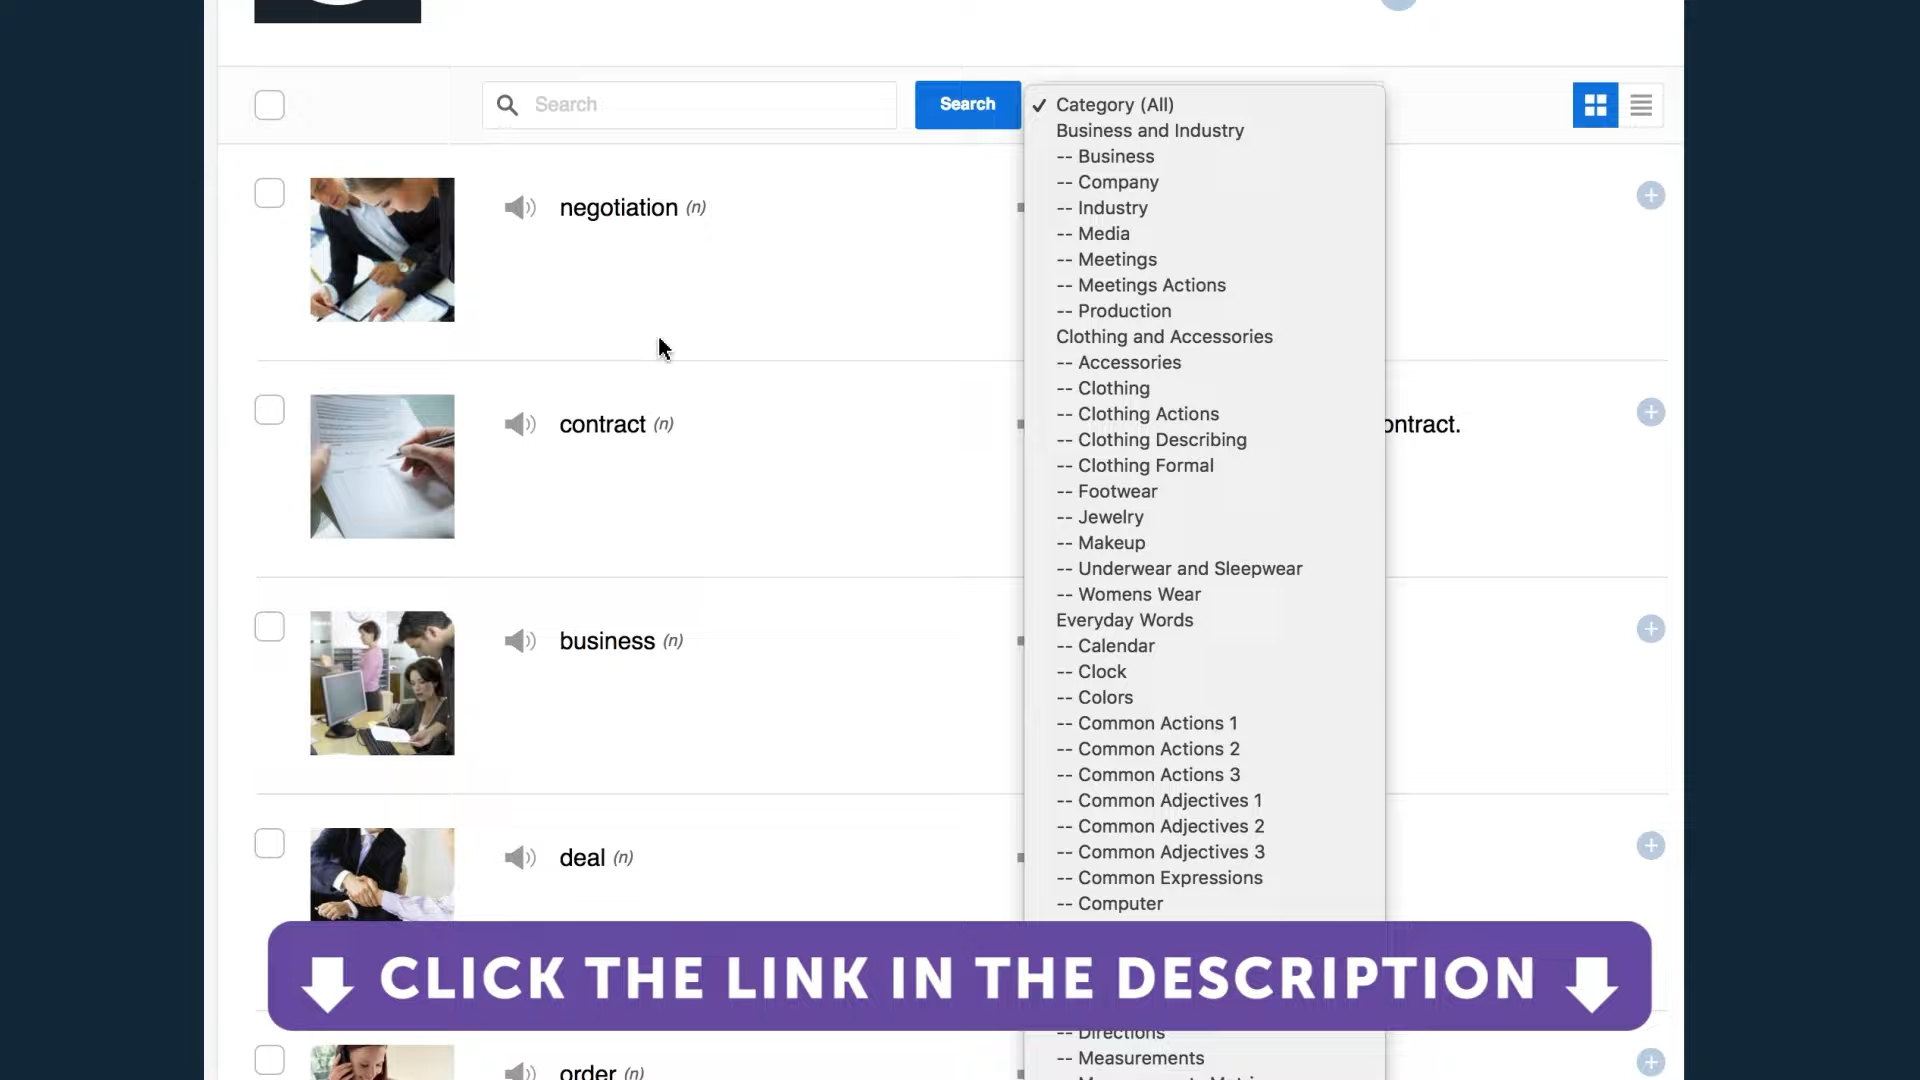 Search
Search
✓ Category (All)
Business and Industry
-- Business
-- Company
-- Industry
-- Media
-- Meetings
-- Meetings Actions
-- Production
Clothing and Accessories
-- Accessories
-- Clothing
-- Clothing Actions
-- Clothing Describing
-- Clothing Formal
-- Footwear
-- Jewelry
-- Makeup
-- Underwear and Sleepwear
-- Womens Wear
Everyday Words
-- Calendar
-- Clock
-- Colors
-- Common Actions 1
-- Common Actions 2
-- Common Actions 3
-- Common Adjectives 1
-- Common Adjectives 2
-- Common Adjectives 3
-- Common Expressions
-- Computer
-- Directions
-- Measurements
negotiation (n)
contract (n)
ontract.
business (n)
deal (n)
order (n)
CLICK THE LINK IN THE DESCRIPTION